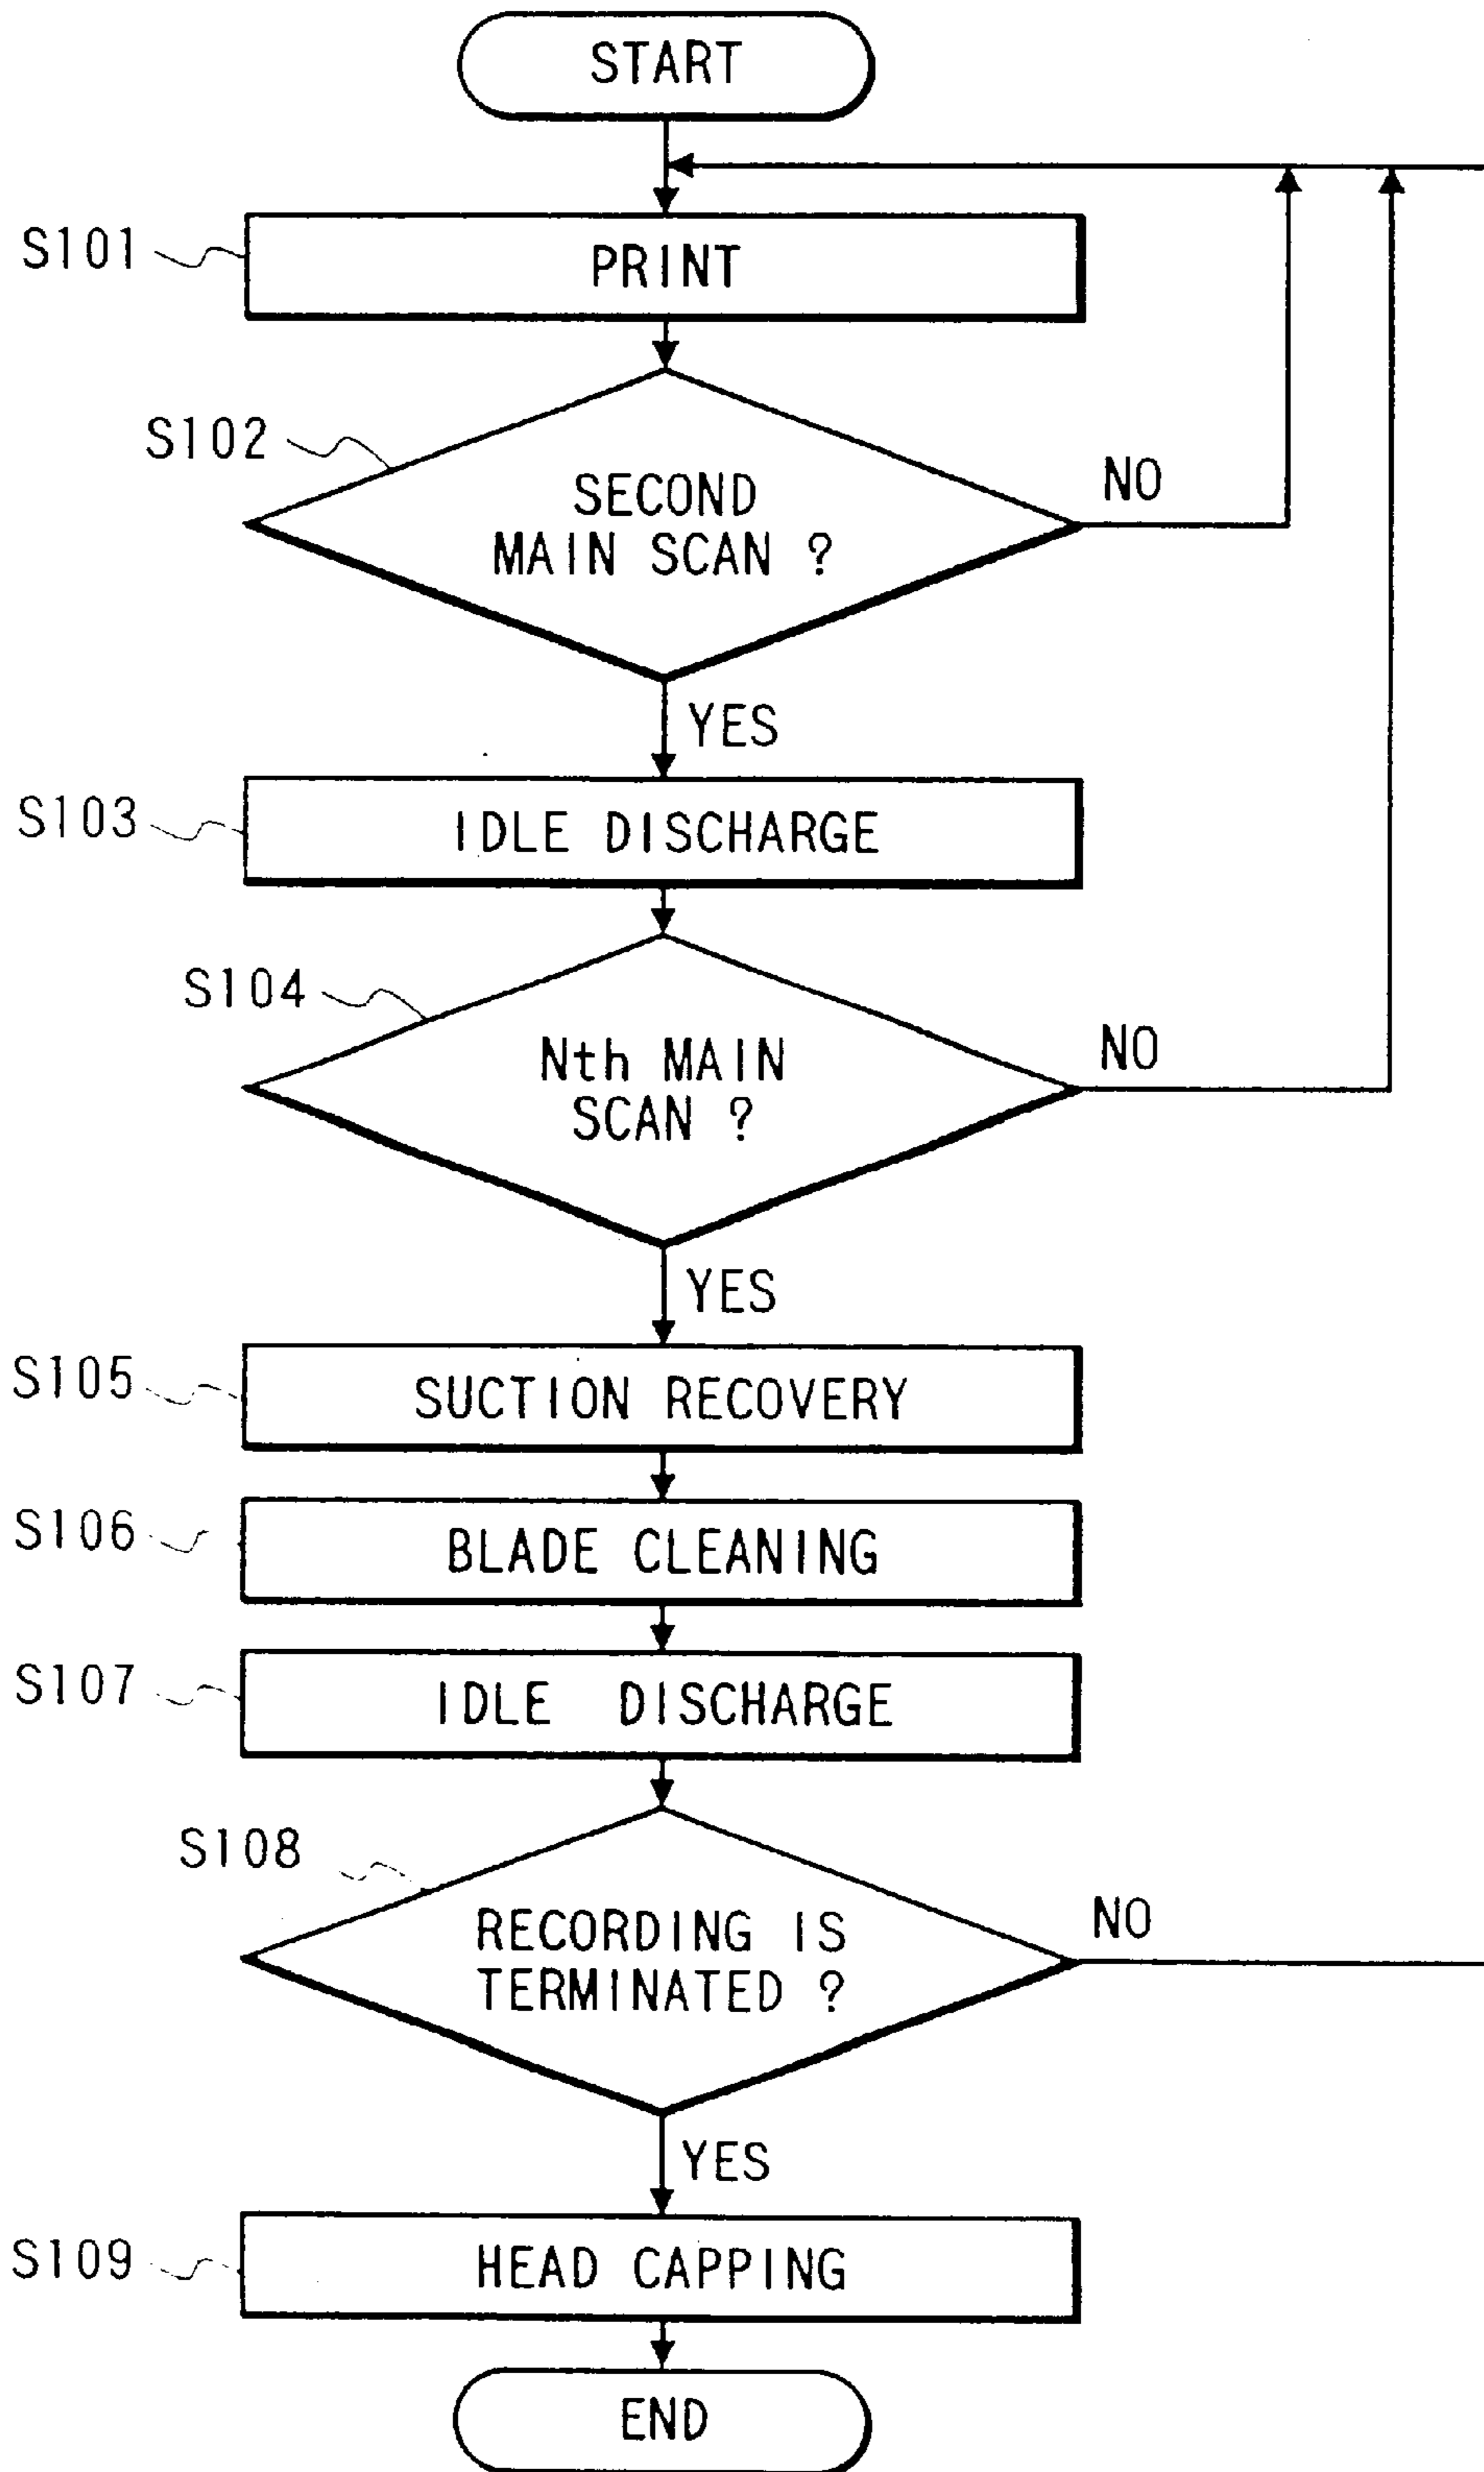 START
S101
PRINT
S102
SECOND
MAIN SCAN ?
NO
YES
S103
IDLE DISCHARGE
S104
Nth MAIN
SCAN ?
NO
YES
S105
SUCTION RECOVERY
S106
BLADE CLEANING
S107
IDLE DISCHARGE
S108
RECORDING IS
TERMINATED ?
NO
YES
S109
HEAD CAPPING
END